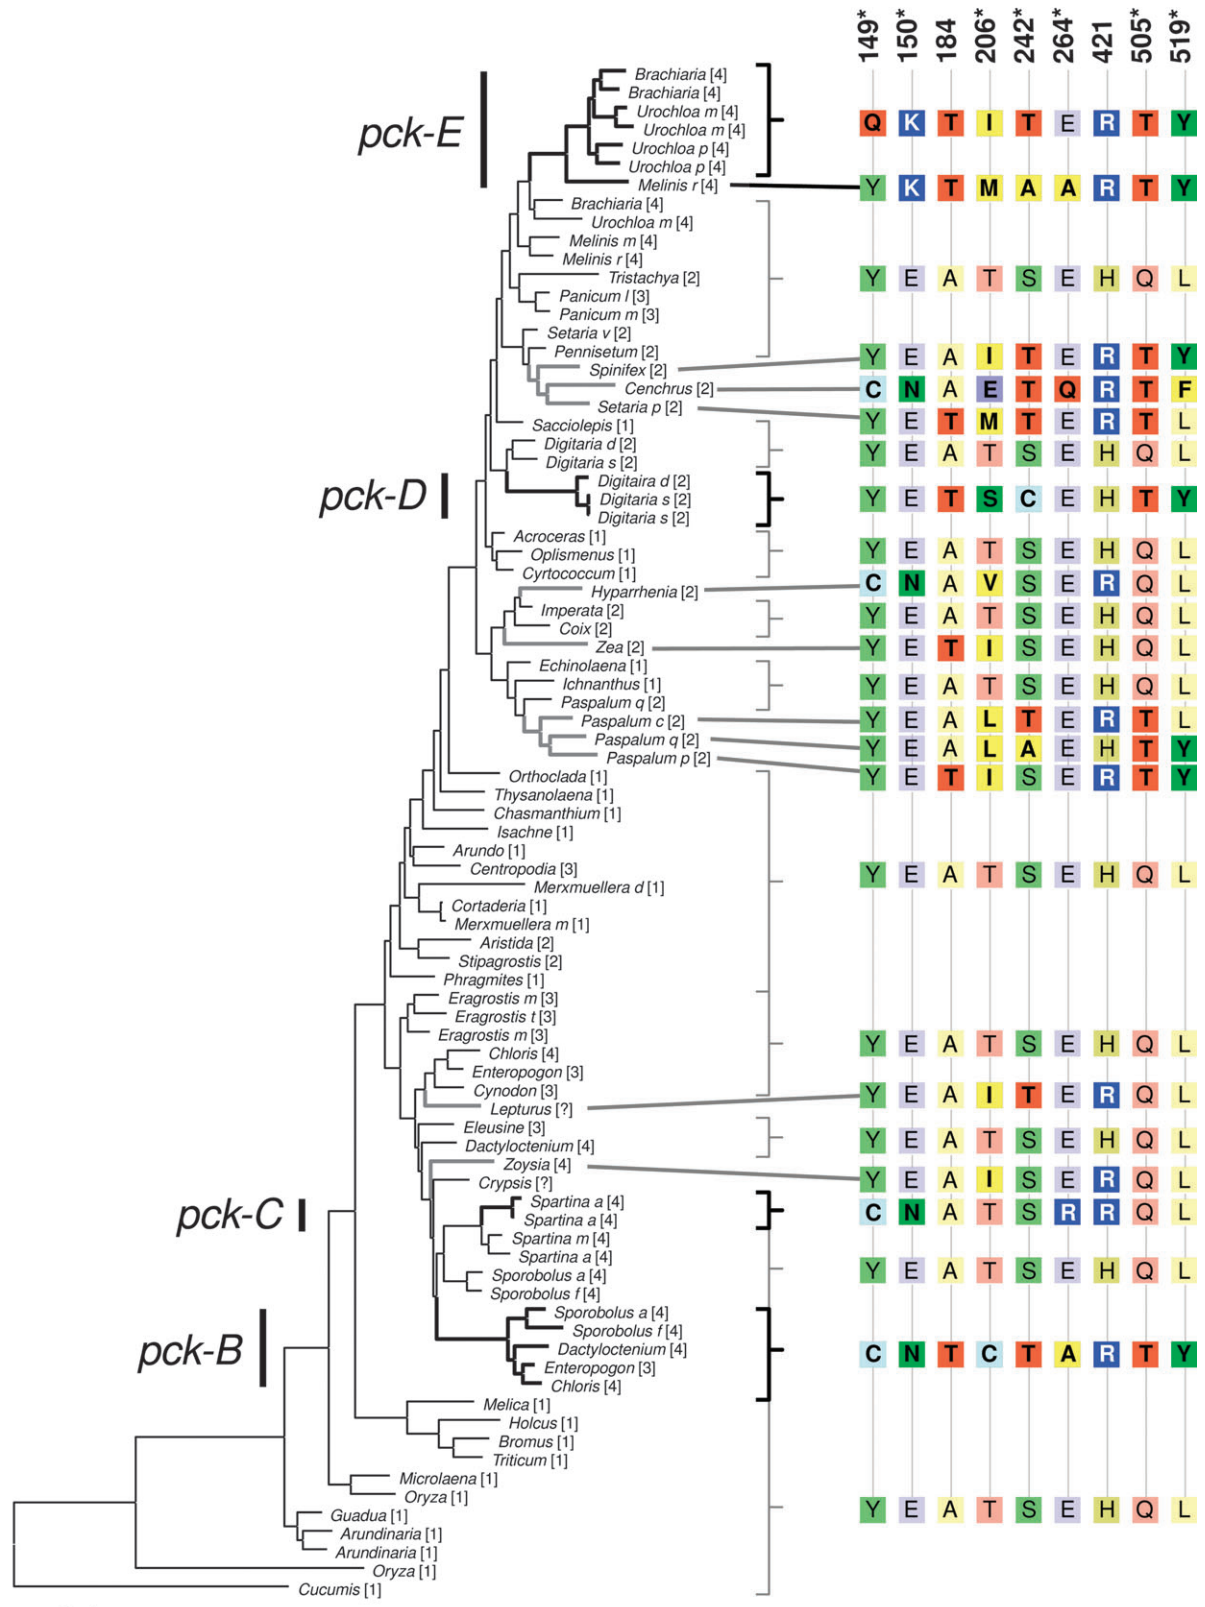 149* 150* 184 206* 242* 264* 421 505* 519*
Brachiaria [4]
Brachiaria [4]
Urochloa m [4]
pck-E Q K T I T E R T Y
Urochloa m [4]
Urochloa p [4]
Urochloa p [4]
Melinis r [4] Y K T M A A R T Y
Brachiaria [4]
Urochloa m [4]
Melinis m [4]
Melinis r [4]
Tristachya [2] Y E A T S E H Q L
Panicum l [3]
Panicum m [3]
Setaria v [2]
Pennisetum [2]
Spinifex [2] Y E A I T E R T Y
Cenchrus [2] C N A E T Q R T F
Setaria p [2] Y E T M T E R T L
Sacciolepis [1]
Digitaria d [2] Y E A T S E H Q L
Digitaria s [2]
Digitaira d [2]
pck-D Digitaria s [2] Y E T S C E H T Y
Digitaria s [2]
Acroceras [1]
Oplismenus [1] Y E A T S E H Q L
Cyrtococcum [1]
Hyparrhenia [2] C N A V S E R Q L
Imperata [2] Y E A T S E H Q L
Coix [2]
Zea [2] Y E T I S E H Q L
Echinolaena [1]
Ichnanthus [1] Y E A T S E H Q L
Paspalum q [2]
Paspalum c [2] Y E A L T E R T L
Paspalum q [2] Y E A L A E H T Y
Paspalum p [2] Y E T I S E R T Y
Orthoclada [1]
Thysanolaena [1]
Chasmanthium [1]
Isachne [1]
Arundo [1]
Centropodia [3] Y E A T S E H Q L
Merxmuellera d [1]
Cortaderia [1]
Merxmuellera m [1]
Aristida [2]
Stipagrostis [2]
Phragmites [1]
Eragrostis m [3]
Eragrostis t [3]
Eragrostis m [3] Y E A T S E H Q L
Chloris [4]
Enteropogon [3]
Cynodon [3]
Lepturus [?] Y E A I T E R Q L
Eleusine [3]
Dactyloctenium [4] Y E A T S E H Q L
Zoysia [4] Y E A I S E R Q L
Crypsis [?]
Spartina a [4]
pck-C C N A T S R R Q L
Spartina a [4]
Spartina m [4]
Spartina a [4]
Sporobolus a [4] Y E A T S E H Q L
Sporobolus f [4]
Sporobolus a [4]
Sporobolus f [4]
pck-B Dactyloctenium [4] C N T C T A R T Y
Enteropogon [3]
Chloris [4]
Melica [1]
Holcus [1]
Bromus [1]
Triticum [1]
Microlaena [1]
Oryza [1]
Guadua [1] Y E A T S E H Q L
Arundinaria [1]
Arundinaria [1]
Oryza [1]
Cucumis [1]